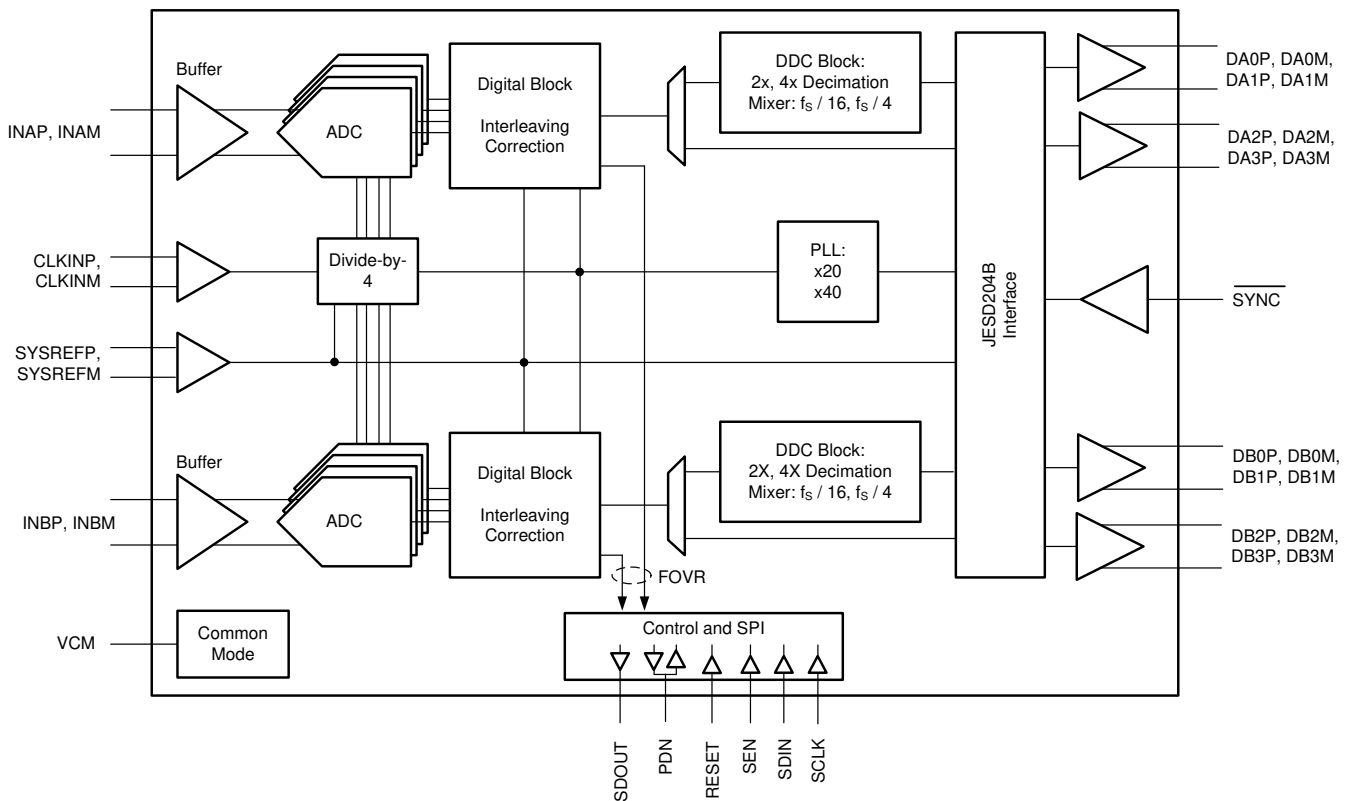 Buffer
INAP, INAM
ADC
Digital Block
Interleaving
Correction
DDC Block:
2x, 4x Decimation
Mixer: fS / 16, fS / 4
DA0P, DA0M,
DA1P, DA1M
DA2P, DA2M,
DA3P, DA3M
CLKINP,
CLKINM
Divide-by-
4
PLL:
x20
x40
JESD204B
Interface
SYNC
SYSREFP,
SYSREFM
Buffer
INBP, INBM
ADC
Digital Block
Interleaving
Correction
DDC Block:
2X, 4X Decimation
Mixer: fS / 16, fS / 4
DB0P, DB0M,
DB1P, DB1M
DB2P, DB2M,
DB3P, DB3M
FOVR
VCM
Common
Mode
Control and SPI
SDOUT
PDN
RESET
SEN
SDIN
SCLK